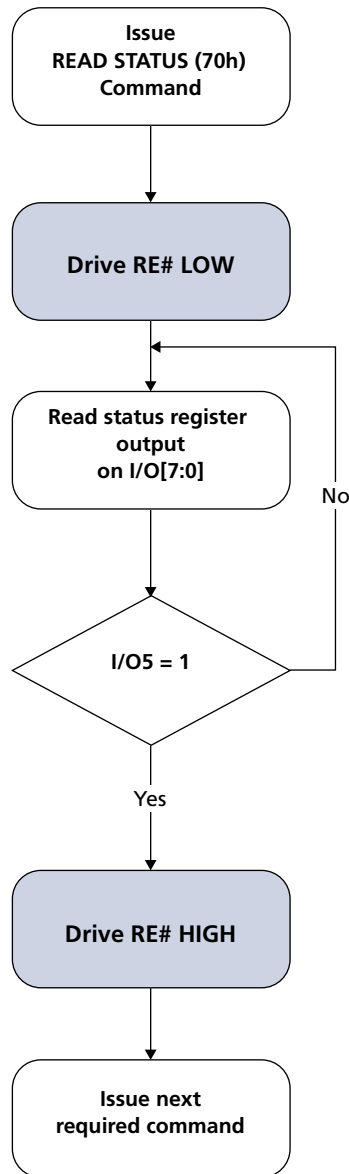 Issue
READ STATUS (70h)
Command
Drive RE# LOW
Read status register
output
on I/O[7:0]
No
I/O5 = 1
Yes
Drive RE# HIGH
Issue next
required command